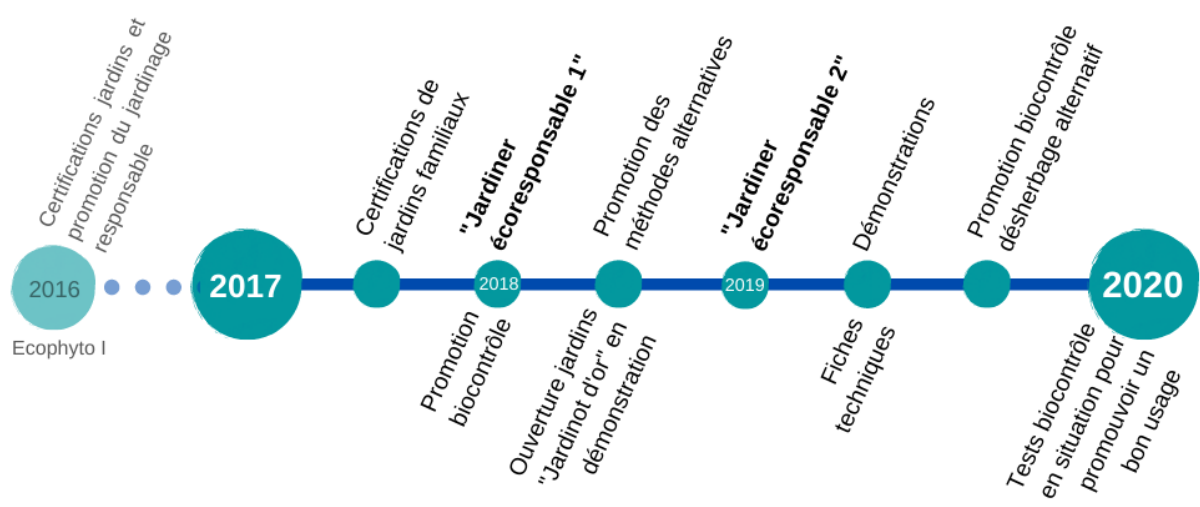 Certifications jardins et
promotion du jardinage
responsable
2016
Ecophyto I
2017
Certifications de
jardins familiaux
"Jardiner
écoresponsable 1"
2018
Promotion
biocontrôle
Promotion des
méthodes alternatives
Ouverture jardins
"Jardinot d'or" en
démonstration
"Jardiner
écoresponsable 2"
2019
Démonstrations
Fiches
techniques
Promotion biocontrôle
désherbage alternatif
2020
Tests biocontrôle
en situation pour
promouvoir un
bon usage